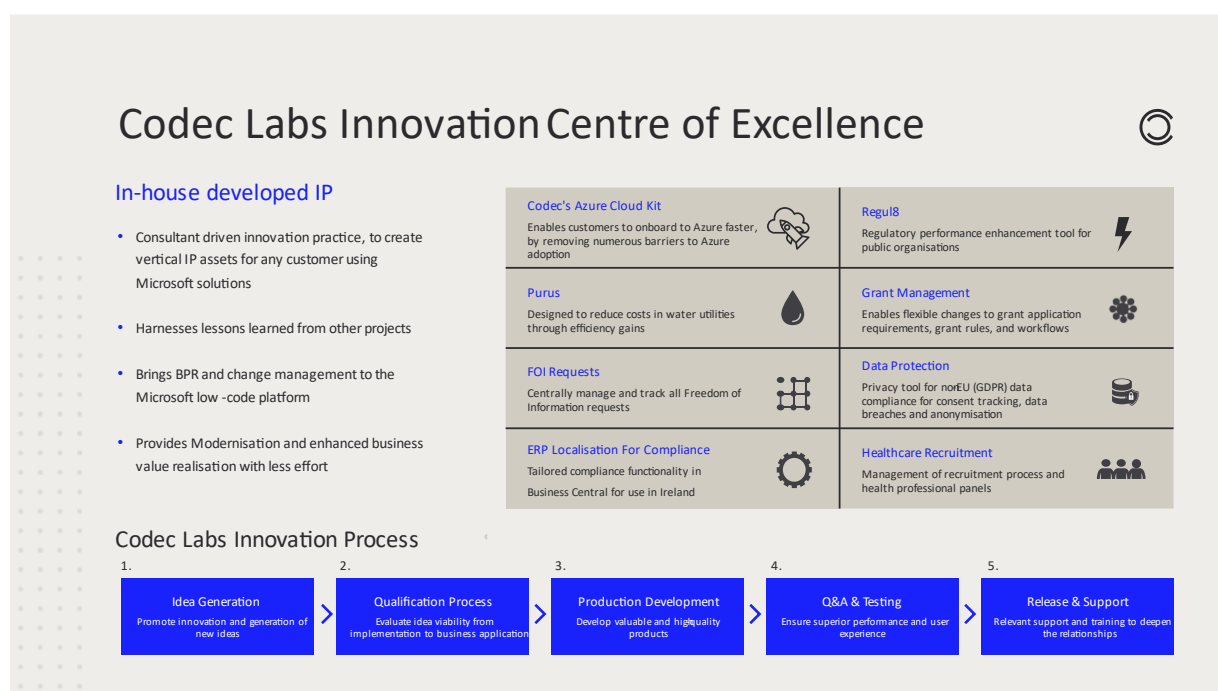 Codec Labs Innovation Centre of Excellence
In-house developed IP
• Consultant driven innovation practice, to create
vertical IP assets for any customer using
Microsoft solutions
• Harnesses lessons learned from other projects
• Brings BPR and change management to the
Microsoft low -code platform
• Provides Modernisation and enhanced business
value realisation with less effort
Codec's Azure Cloud Kit
Enables customers to onboard to Azure faster,
by removing numerous barriers to Azure
adoption
Regul8
Regulatory performance enhancement tool for
public organisations
Purus
Designed to reduce costs in water utilities
through efficiency gains
Grant Management
Enables flexible changes to grant application
requirements, grant rules, and workflows
FOI Requests
Centrally manage and track all Freedom of
Information requests
Data Protection
Privacy tool for non-EU (GDPR) data
compliance for consent tracking, data
breaches and anonymisation
ERP Localisation For Compliance
Tailored compliance functionality in
Business Central for use in Ireland
Healthcare Recruitment
Management of recruitment process and
health professional panels
Codec Labs Innovation Process
1.
Idea Generation
Promote innovation and generation of
new ideas
2.
Qualification Process
Evaluate idea viability from
implementation to business application
3.
Production Development
Develop valuable and high-quality
products
4.
Q&A & Testing
Ensure superior performance and user
experience
5.
Release & Support
Relevant support and training to deepen
the relationships